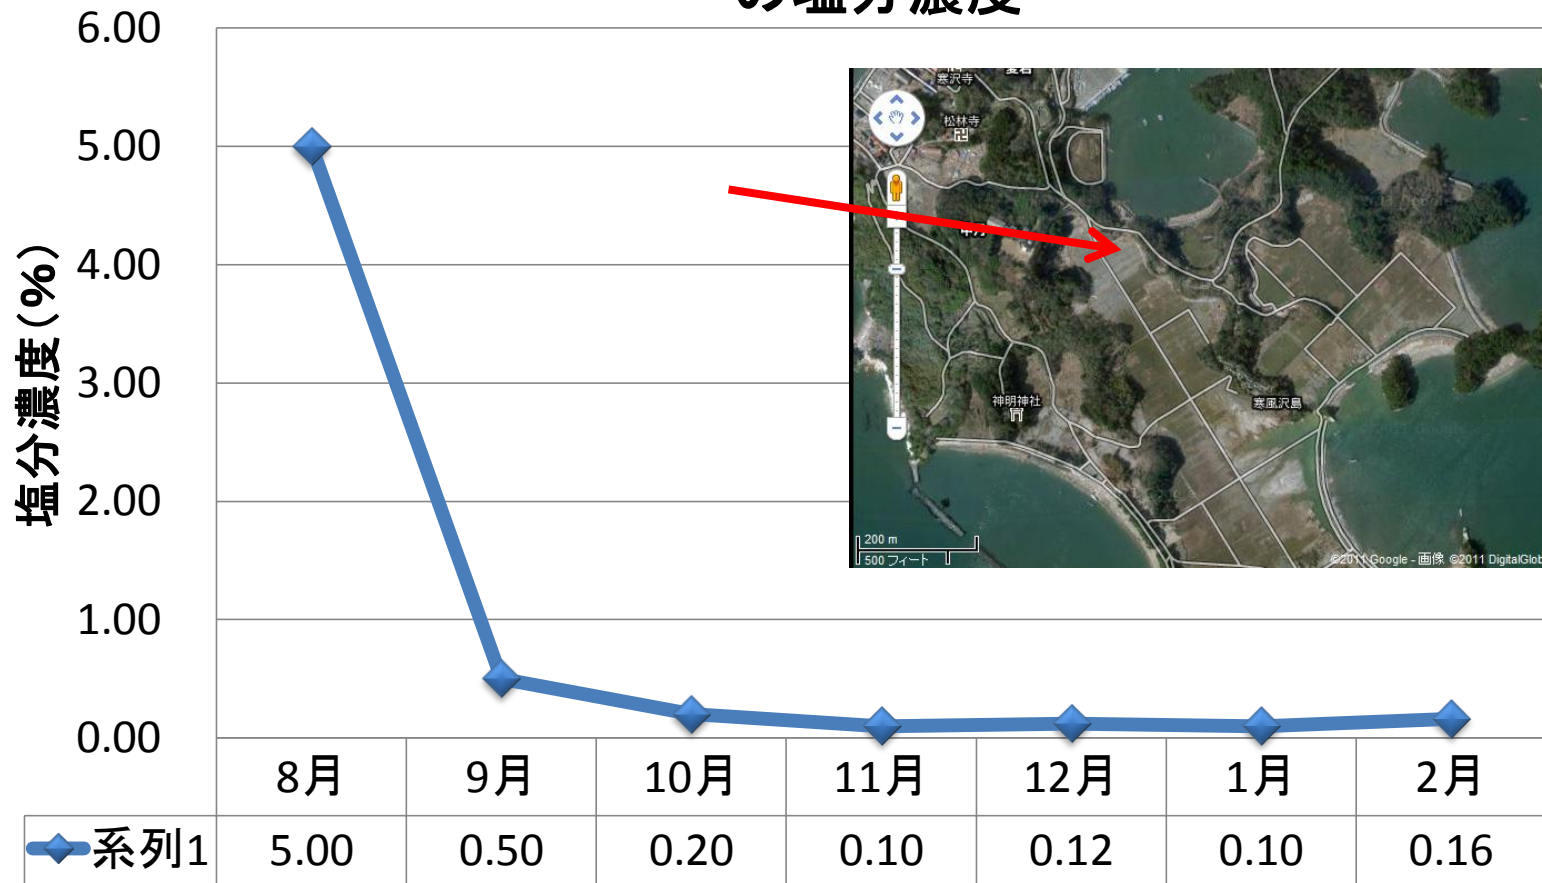 の塩分濃度
塩分濃度(%)
6.00
5.00
4.00
3.00
2.00
1.00
0.00
寒沢寺
松林寺
神明神社
寒風沢島
200 m
500 フィート
©2011 Google - 画像 ©2011 DigitalGlob
8月 9月 10月 11月 12月 1月 2月
系列1 5.00 0.50 0.20 0.10 0.12 0.10 0.16